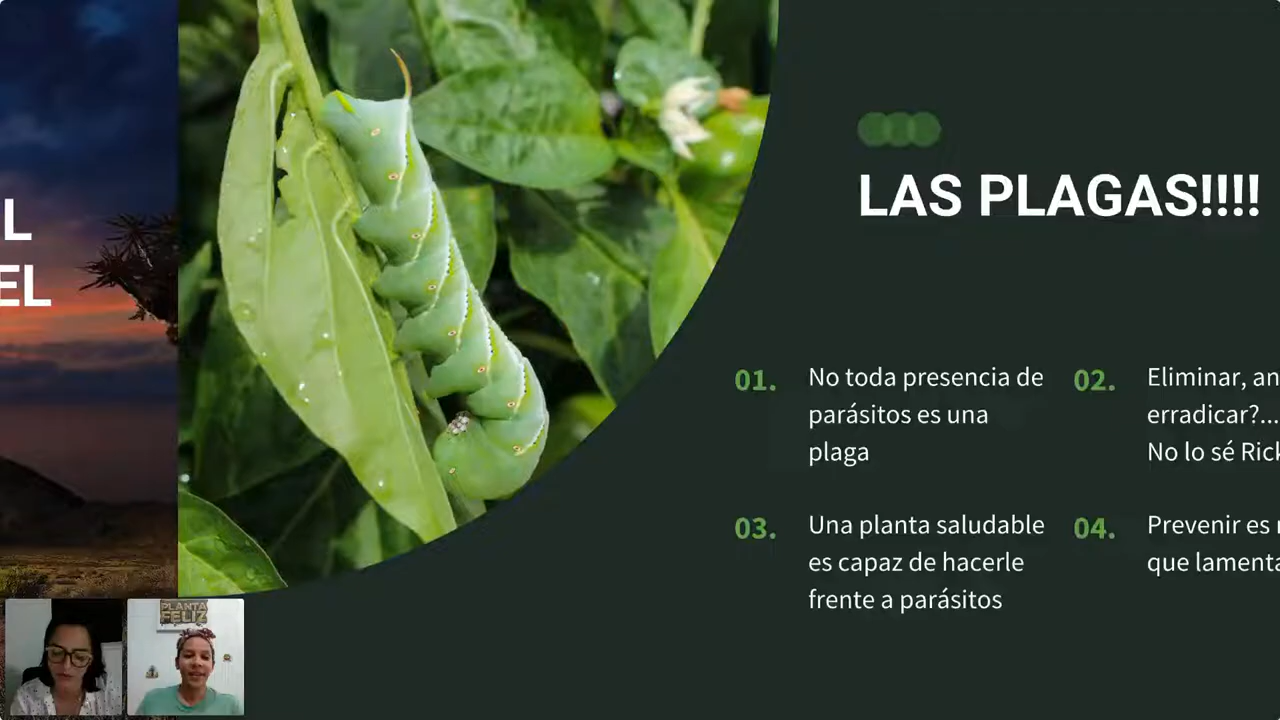 L
EL
LAS PLAGAS!!!!
01.
No toda presencia de
parásitos es una
plaga
02.
Eliminar, an
erradicar?...
No lo sé Rick
03.
Una planta saludable
es capaz de hacerle
frente a parásitos
04.
Prevenir es
que lamenta
PLANTA
FELIZ